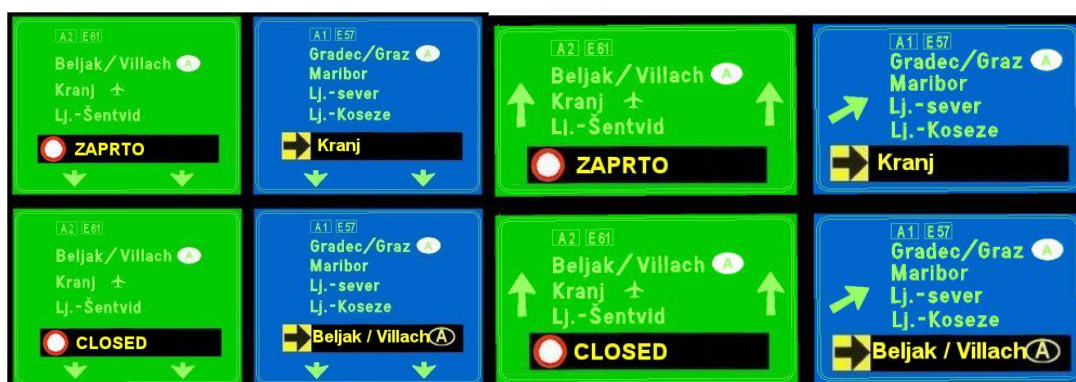 A2 E61
Beljak/Villach A
Kranj
Lj.-Šentvid
ZAPRTO
A1 E57
Gradec/Graz A
Maribor
Lj.-sever
Lj.-Koseze
Kranj
A2 E61
Beljak/Villach A
Kranj
Lj.-Šentvid
ZAPRTO
A1 E57
Gradec/Graz A
Maribor
Lj.-sever
Lj.-Koseze
Kranj
A2 E61
Beljak/Villach A
Kranj
Lj.-Šentvid
CLOSED
A1 E57
Gradec/Graz A
Maribor
Lj.-sever
Lj.-Koseze
Beljak / Villach A
A2 E61
Beljak/Villach A
Kranj
Lj.-Šentvid
CLOSED
A1 E57
Gradec/Graz A
Maribor
Lj.-sever
Lj.-Koseze
Beljak / Villach A